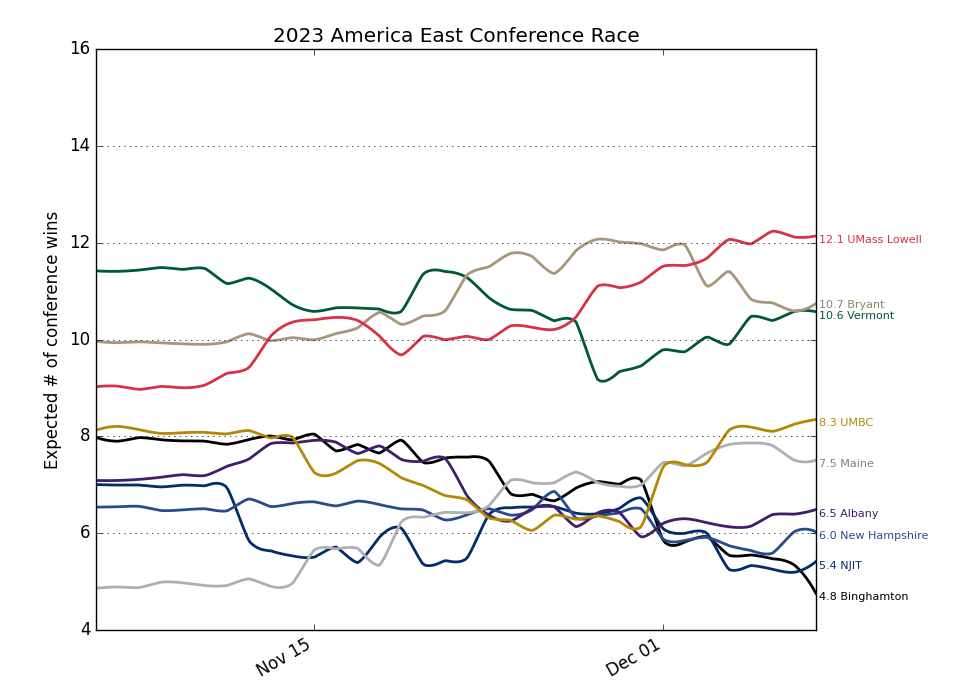 2023 America East Conference Race
Expected # of conference wins
16
14
12
10
8
6
4
Nov 15
Dec 01
12.1 UMass Lowell
10.7 Bryant
10.6 Vermont
8.3 UMBC
7.5 Maine
6.5 Albany
6.0 New Hampshire
5.4 NJIT
4.8 Binghamton